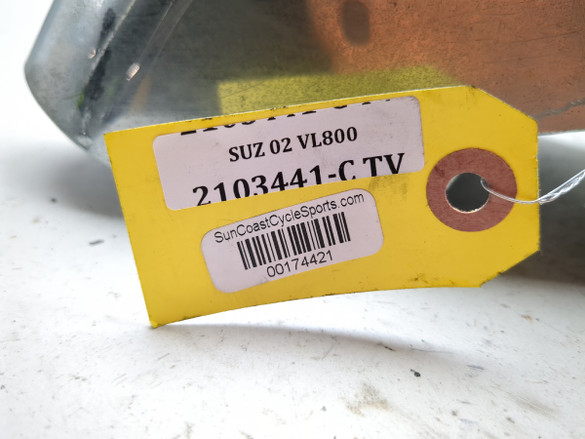 SUZ 02 VL800
2103441-C TV
SunCoastCycleSports.com
00174421